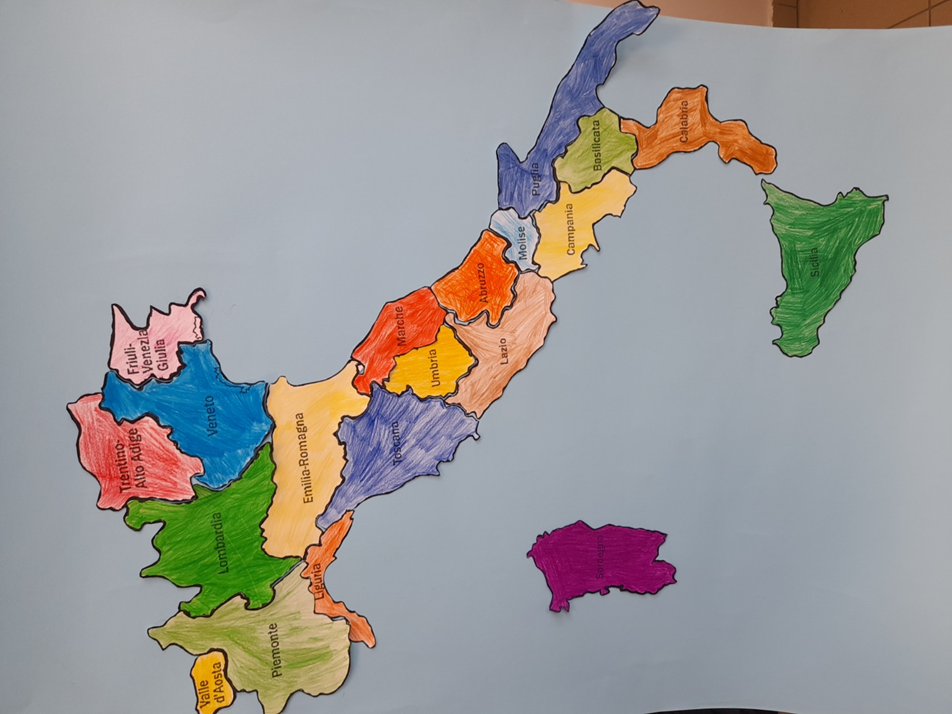 Valle
d'Aosta
Piemonte
Liguria
Lombardia
Trentino-
Alto Adige
Veneto
Friuli-
Venezia
Giulia
Emilia-Romagna
Toscana
Umbria
Marche
Lazio
Abruzzo
Molise
Campania
Puglia
Basilicata
Calabria
Sicilia
Sardegna